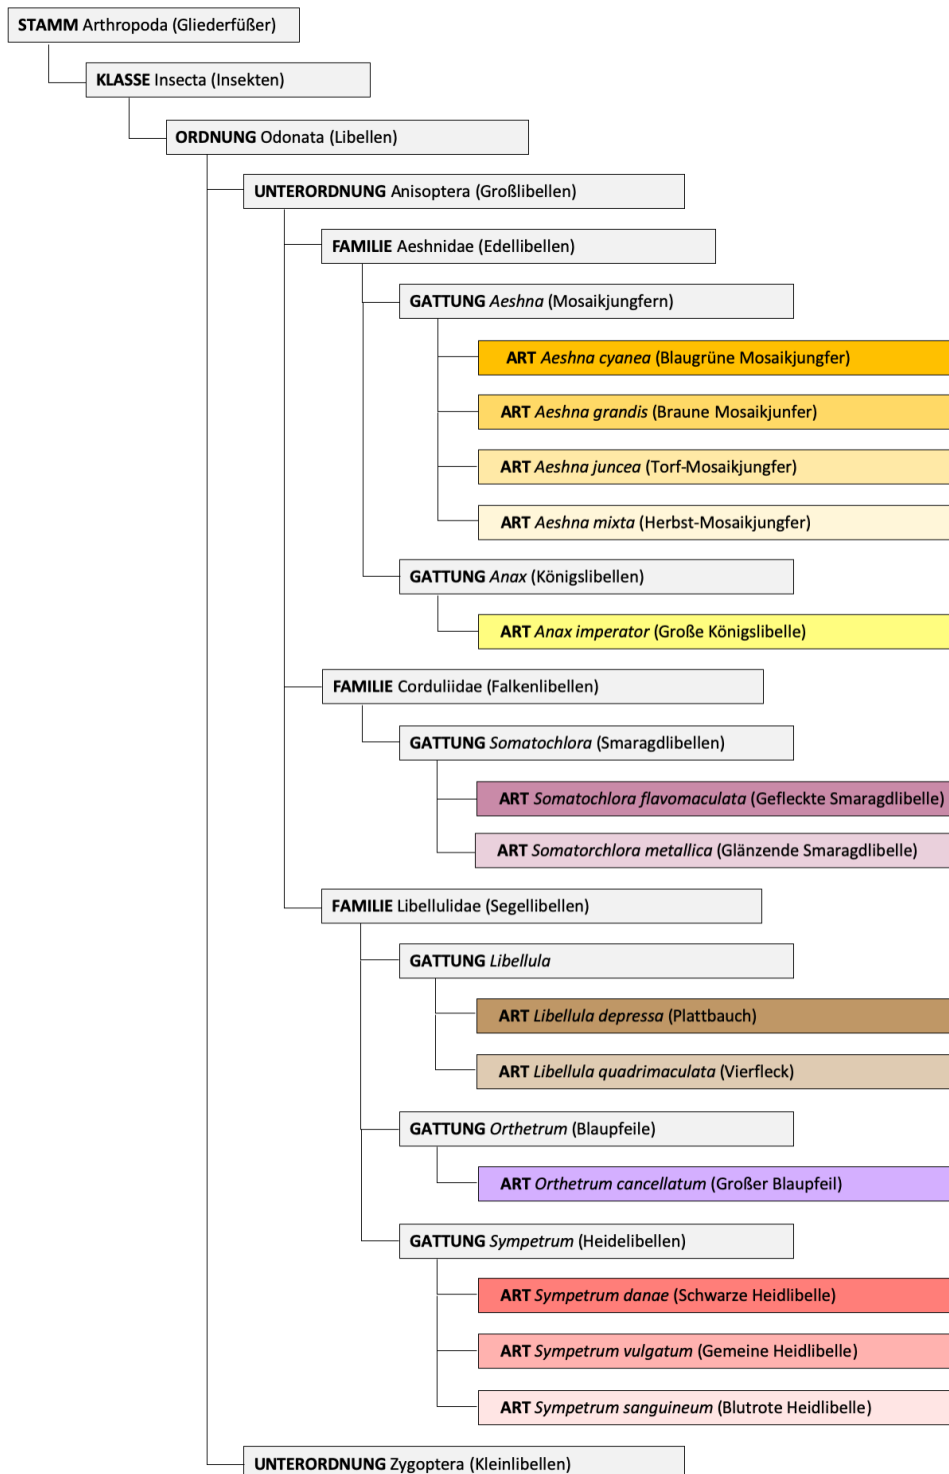 STAMM Arthropoda (Gliederfüßer)
KLASSE Insecta (Insekten)
ORDNUNG Odonata (Libellen)
UNTERORDNUNG Anisoptera (Großlibellen)
FAMILIE Aeshnidae (Edellibellen)
GATTUNG Aeshna (Mosaikjungfern)
ART Aeshna cyanea (Blaugrüne Mosaikjungfer)
ART Aeshna grandis (Braune Mosaikjunfer)
ART Aeshna juncea (Torf-Mosaikjungfer)
ART Aeshna mixta (Herbst-Mosaikjungfer)
GATTUNG Anax (Königslibellen)
ART Anax imperator (Große Königslibelle)
FAMILIE Corduliidae (Falkenlibellen)
GATTUNG Somatochlora (Smaragdlibellen)
ART Somatochlora flavomaculata (Gefleckte Smaragdlibelle)
ART Somatorchlora metallica (Glänzende Smaragdlibelle)
FAMILIE Libellulidae (Segellibellen)
GATTUNG Libellula
ART Libellula depressa (Plattbauch)
ART Libellula quadrimaculata (Vierfleck)
GATTUNG Orthetrum (Blaupfeile)
ART Orthetrum cancellatum (Großer Blaupfeil)
GATTUNG Sympetrum (Heidelibellen)
ART Sympetrum danae (Schwarze Heidlibelle)
ART Sympetrum vulgatum (Gemeine Heidlibelle)
ART Sympetrum sanguineum (Blutrote Heidlibelle)
UNTERORDNUNG Zygoptera (Kleinlibellen)